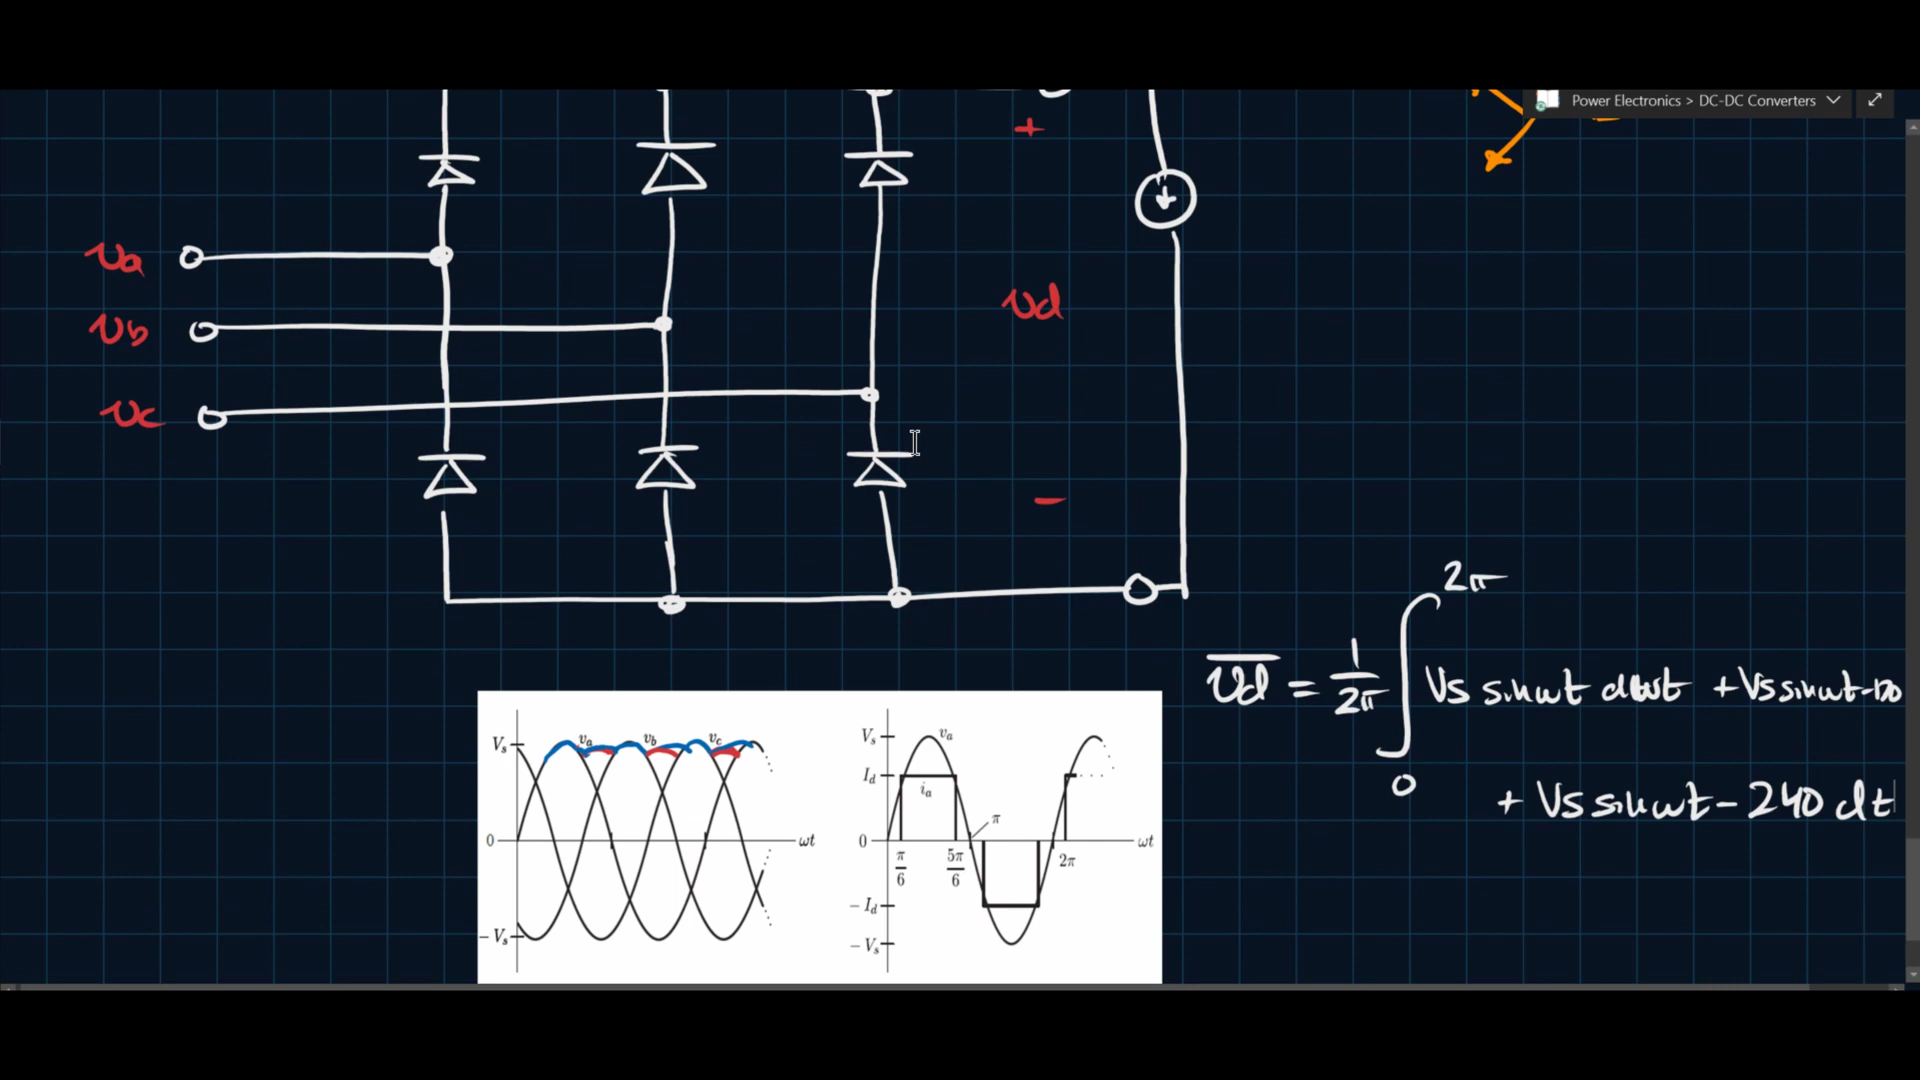 Power Electronics > DC-DC Converters
+
va
vb
vd
vc
−
v̄d = 1/2π ∫₀^2π Vs sinωt dωt + Vs sinωt-120
+ Vs sinωt - 240 dt
Vs
va
vb
vc
0
ωt
− Vs
Vs
va
Id
ia
π
0
π/6
5π/6
2π
ωt
− Id
− Vs